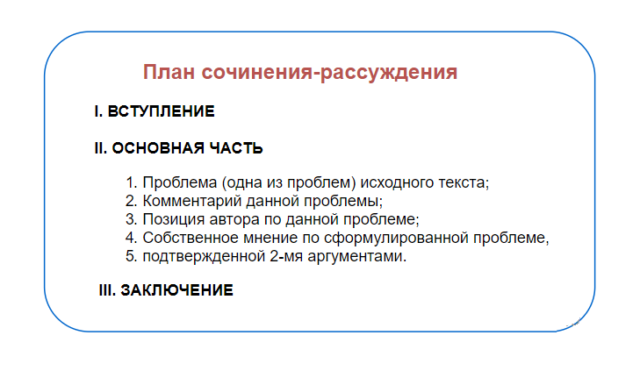 План сочинения-рассуждения
I. ВСТУПЛЕНИЕ
II. ОСНОВНАЯ ЧАСТЬ
1. Проблема (одна из проблем) исходного текста;
2. Комментарий данной проблемы;
3. Позиция автора по данной проблеме;
4. Собственное мнение по сформулированной проблеме,
5. подтвержденной 2-мя аргументами.
III. ЗАКЛЮЧЕНИЕ